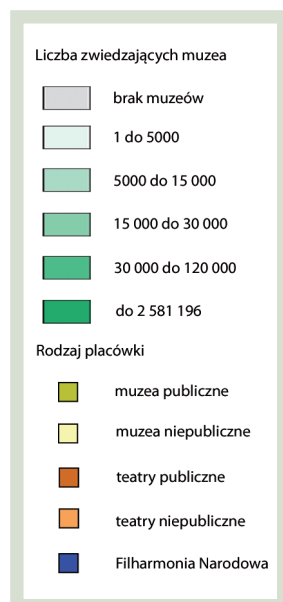 Liczba zwiedzających muzea
brak muzeów
1 do 5000
5000 do 15 000
15 000 do 30 000
30 000 do 120 000
do 2 581 196
Rodzaj placówki
muzea publiczne
muzea niepubliczne
teatry publiczne
teatry niepubliczne
Filharmonia Narodowa